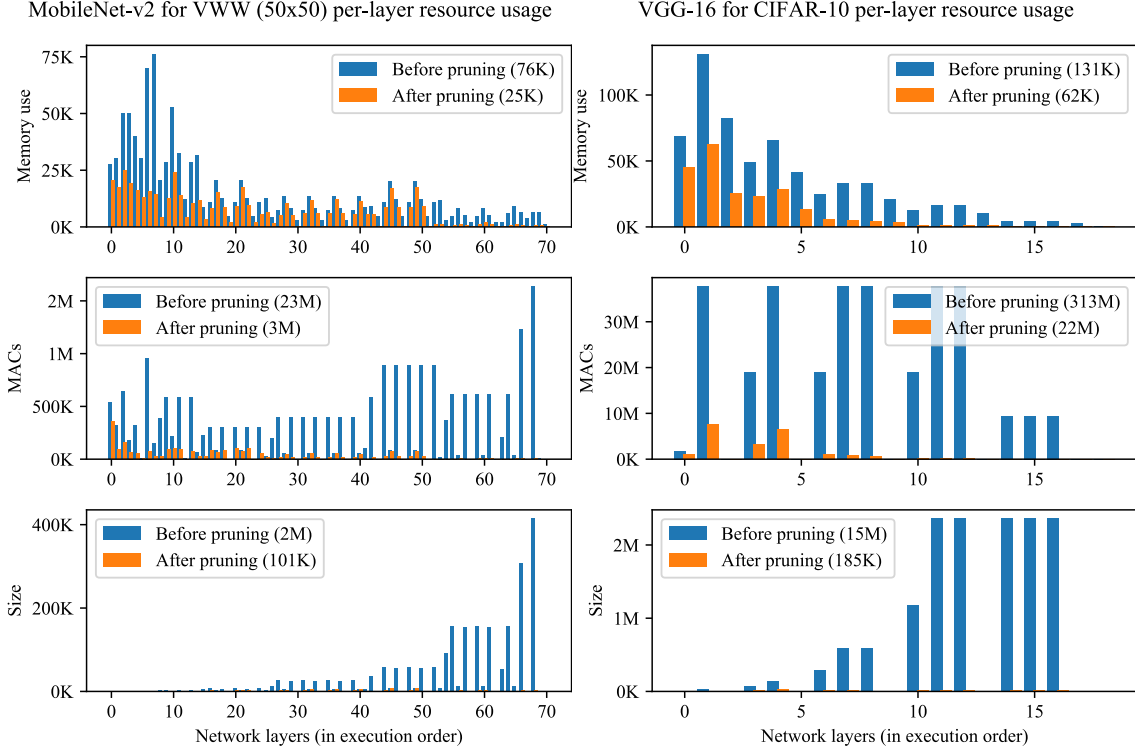 MobileNet-v2 for VWW (50x50) per-layer resource usage
75K
50K
25K
0K
Memory use
Before pruning (76K)
After pruning (25K)
0 10 20 30 40 50 60 70
2M
1M
500K
0K
MACs
Before pruning (23M)
After pruning (3M)
0 10 20 30 40 50 60 70
400K
200K
0K
Size
Before pruning (2M)
After pruning (101K)
0 10 20 30 40 50 60 70
Network layers (in execution order)
VGG-16 for CIFAR-10 per-layer resource usage
100K
50K
0K
Memory use
Before pruning (131K)
After pruning (62K)
0 5 10 15
30M
20M
10M
0K
MACs
Before pruning (313M)
After pruning (22M)
0 5 10 15
2M
1M
0K
Size
Before pruning (15M)
After pruning (185K)
0 5 10 15
Network layers (in execution order)